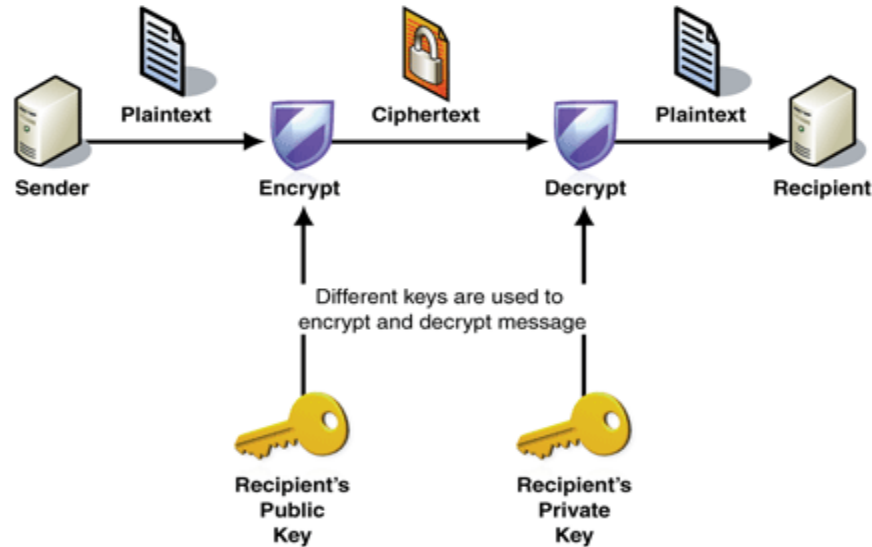 Plaintext
Ciphertext
Plaintext
Sender
Encrypt
Decrypt
Recipient
Different keys are used to
encrypt and decrypt message
Recipient's
Public
Key
Recipient's
Private
Key